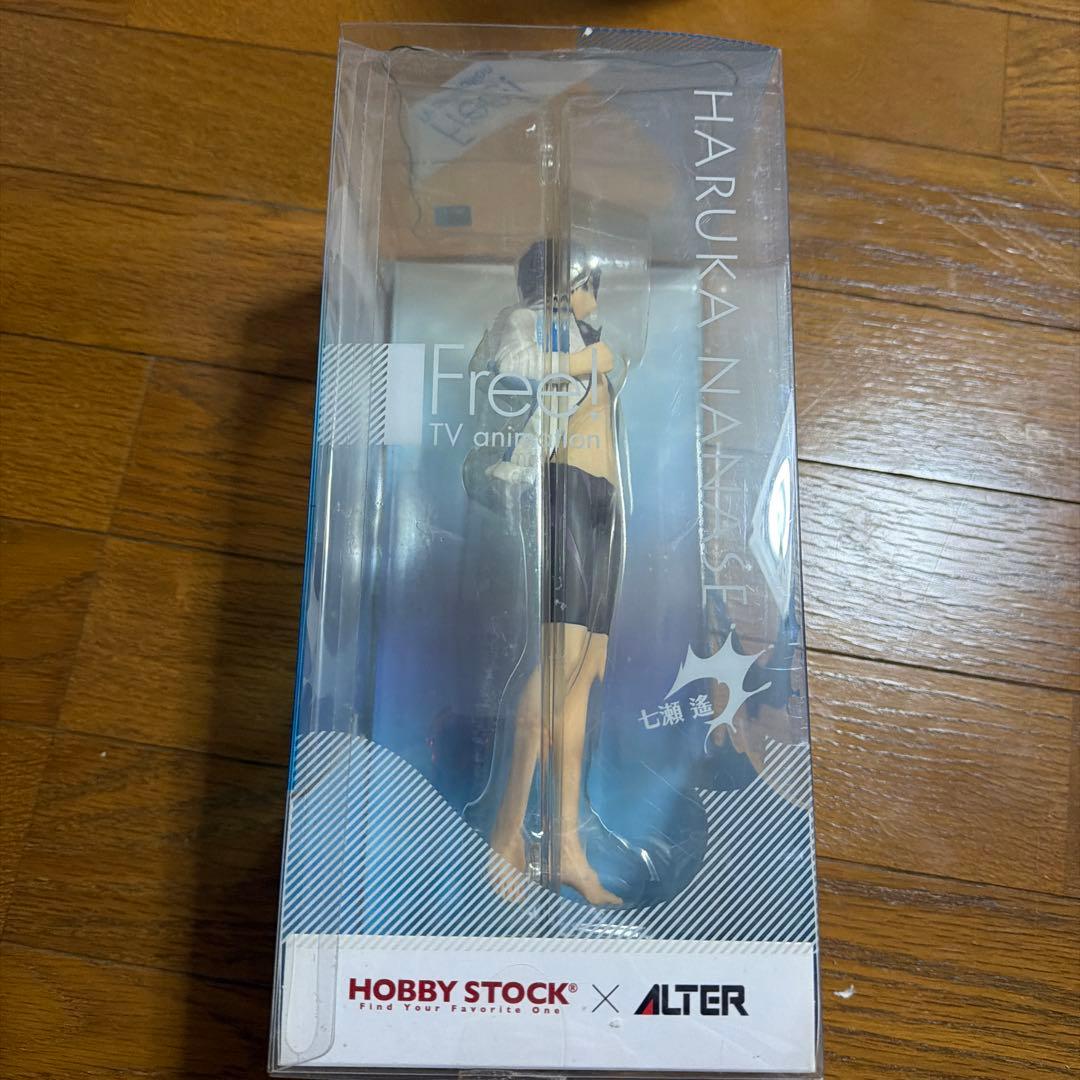 HARUKA NANASE
Free!
TV animation
七瀬 遙
HOBBY STOCK® × ALTER
Find Your Favorite One